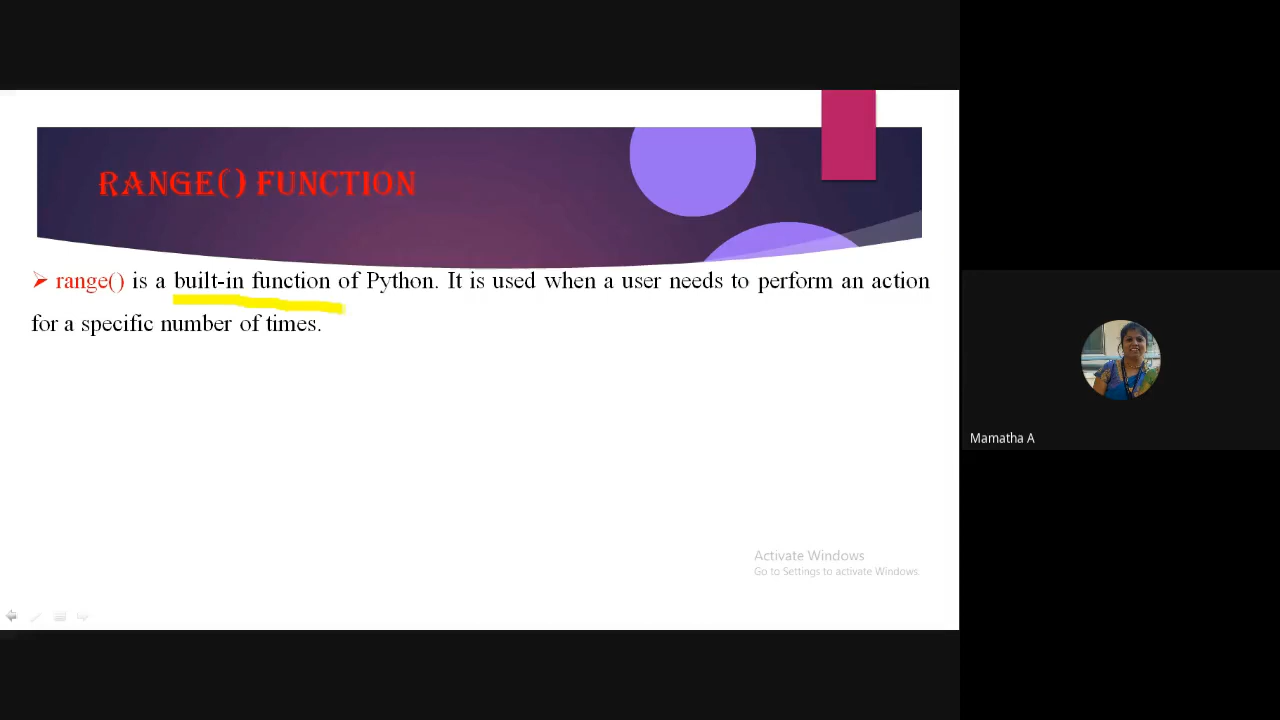 RANGE() FUNCTION
range() is a built-in function of Python. It is used when a user needs to perform an action
for a specific number of times.
Mamatha A
Activate Windows
Go to Settings to activate Windows.